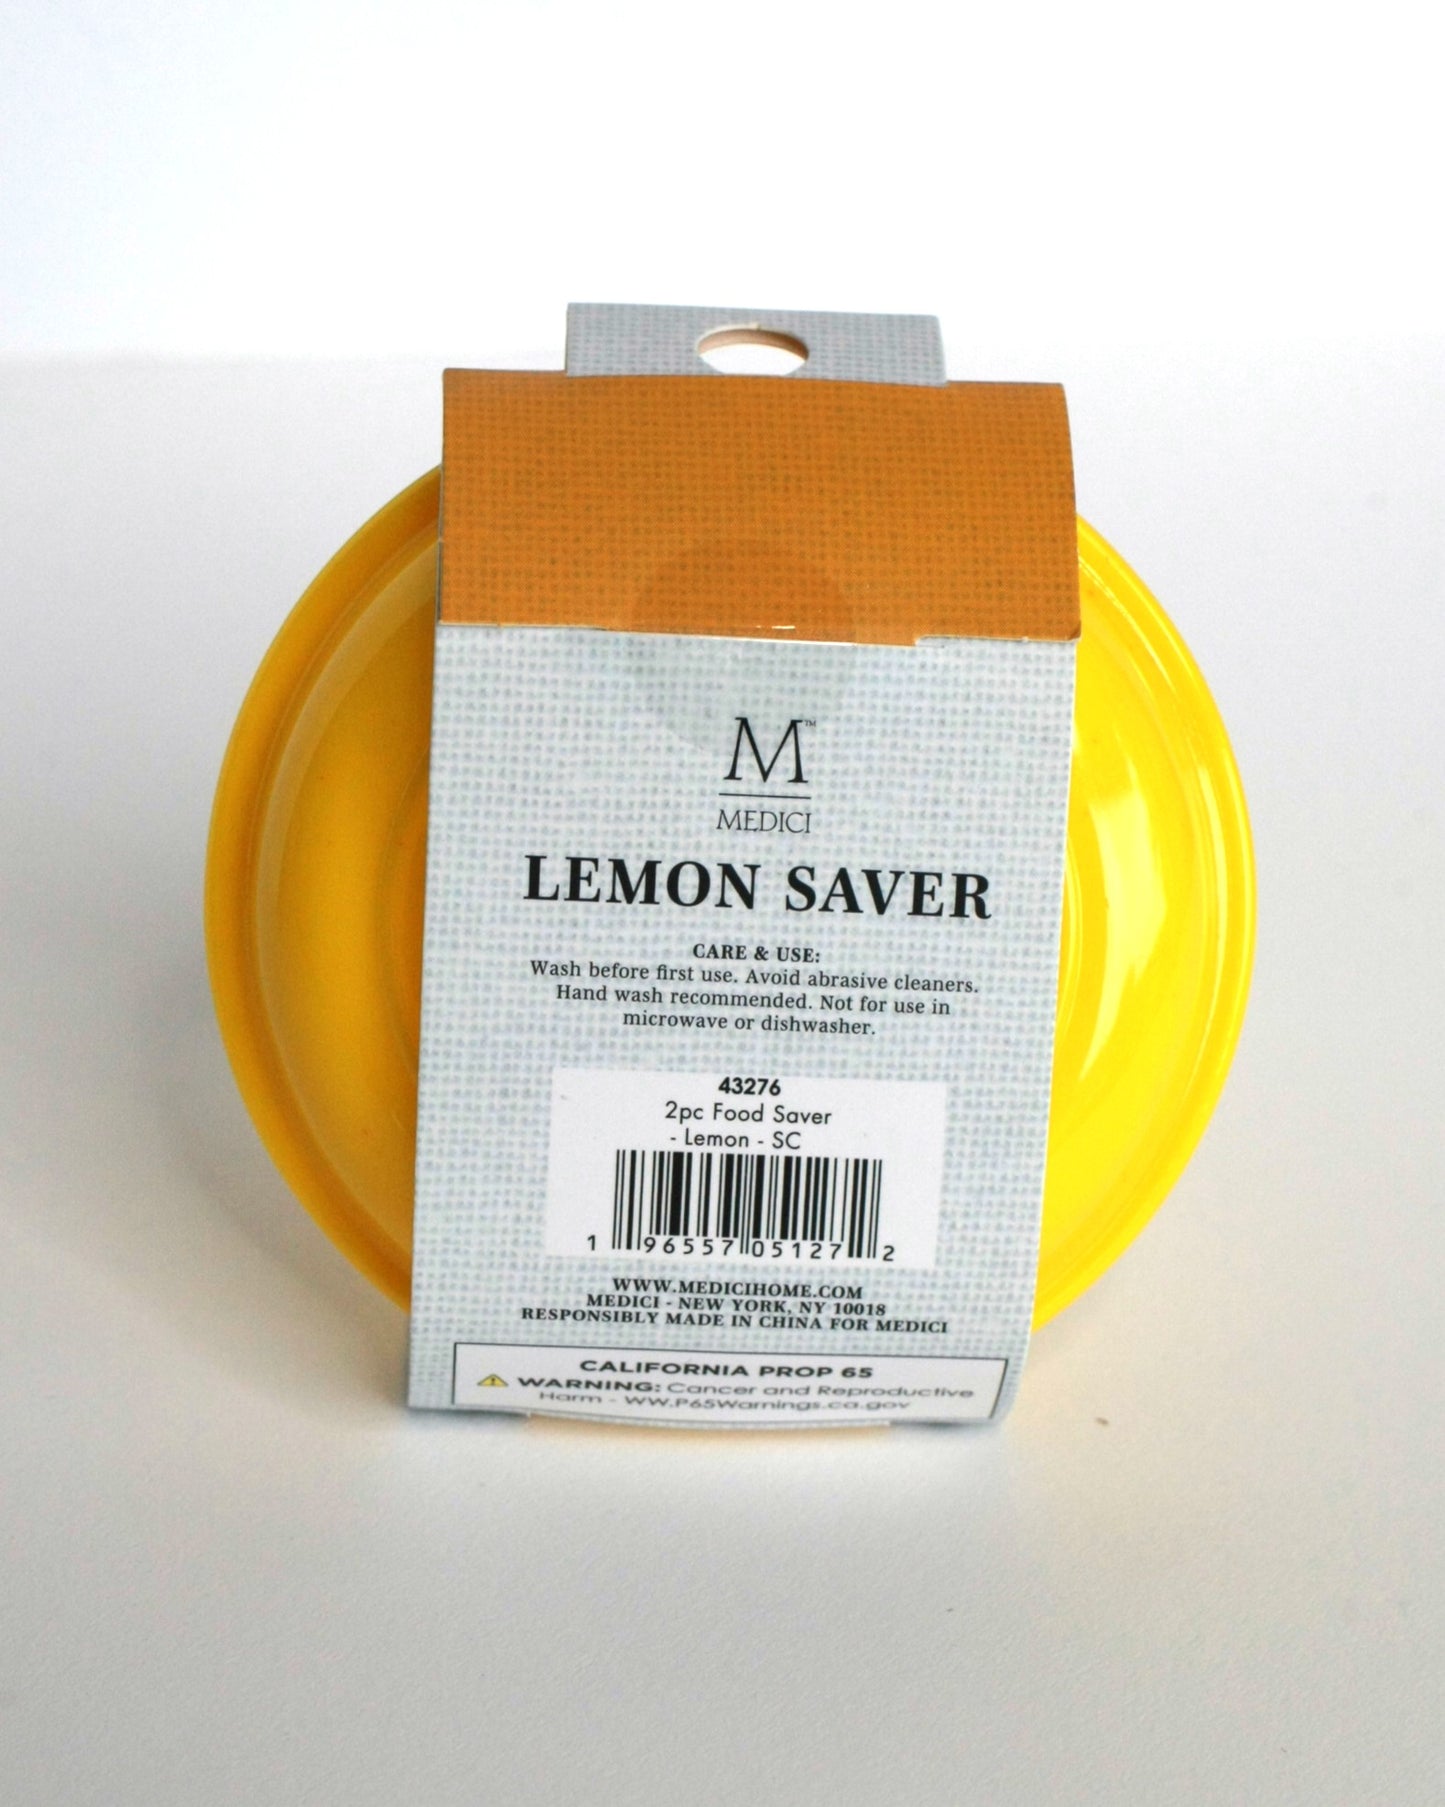 M™
MEDICI
LEMON SAVER
CARE & USE:
Wash before first use. Avoid abrasive cleaners.
Hand wash recommended. Not for use in
microwave or dishwasher.
43276
2pc Food Saver
- Lemon - SC
1 96557 05127 2
WWW.MEDICIHOME.COM
MEDICI - NEW YORK, NY 10018
RESPONSIBLY MADE IN CHINA FOR MEDICI
CALIFORNIA PROP 65
WARNING: Cancer and Reproductive
Harm - WW.P65Warnings.ca.gov